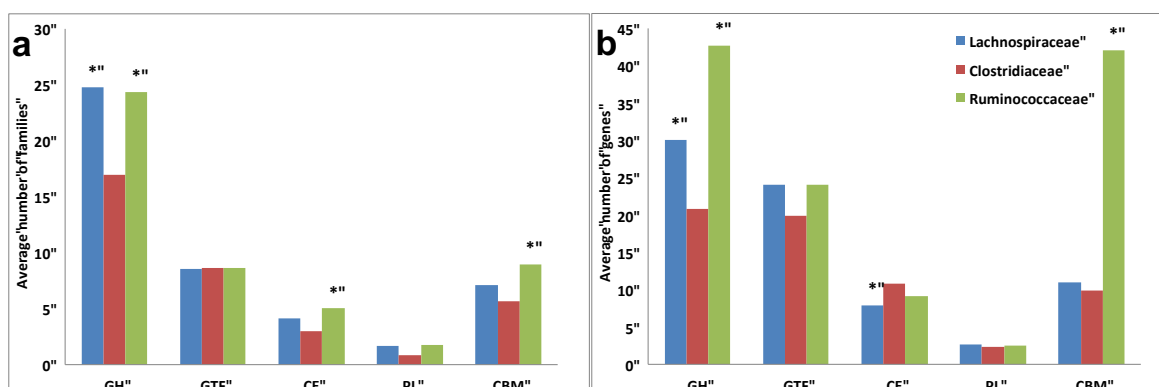 a
30"
25"
20"
15"
10"
5"
0"
Average"number"of"families"
*"
*"
*"
*"
GH"
GTF"
CE"
PL"
CBM"
b
45"
40"
35"
30"
25"
20"
15"
10"
5"
0"
Average"number"of"genes"
*"
*"
*"
*"
Lachnospiraceae"
Clostridiaceae"
Ruminococcaceae"
GH"
GTF"
CE"
PL"
CBM"